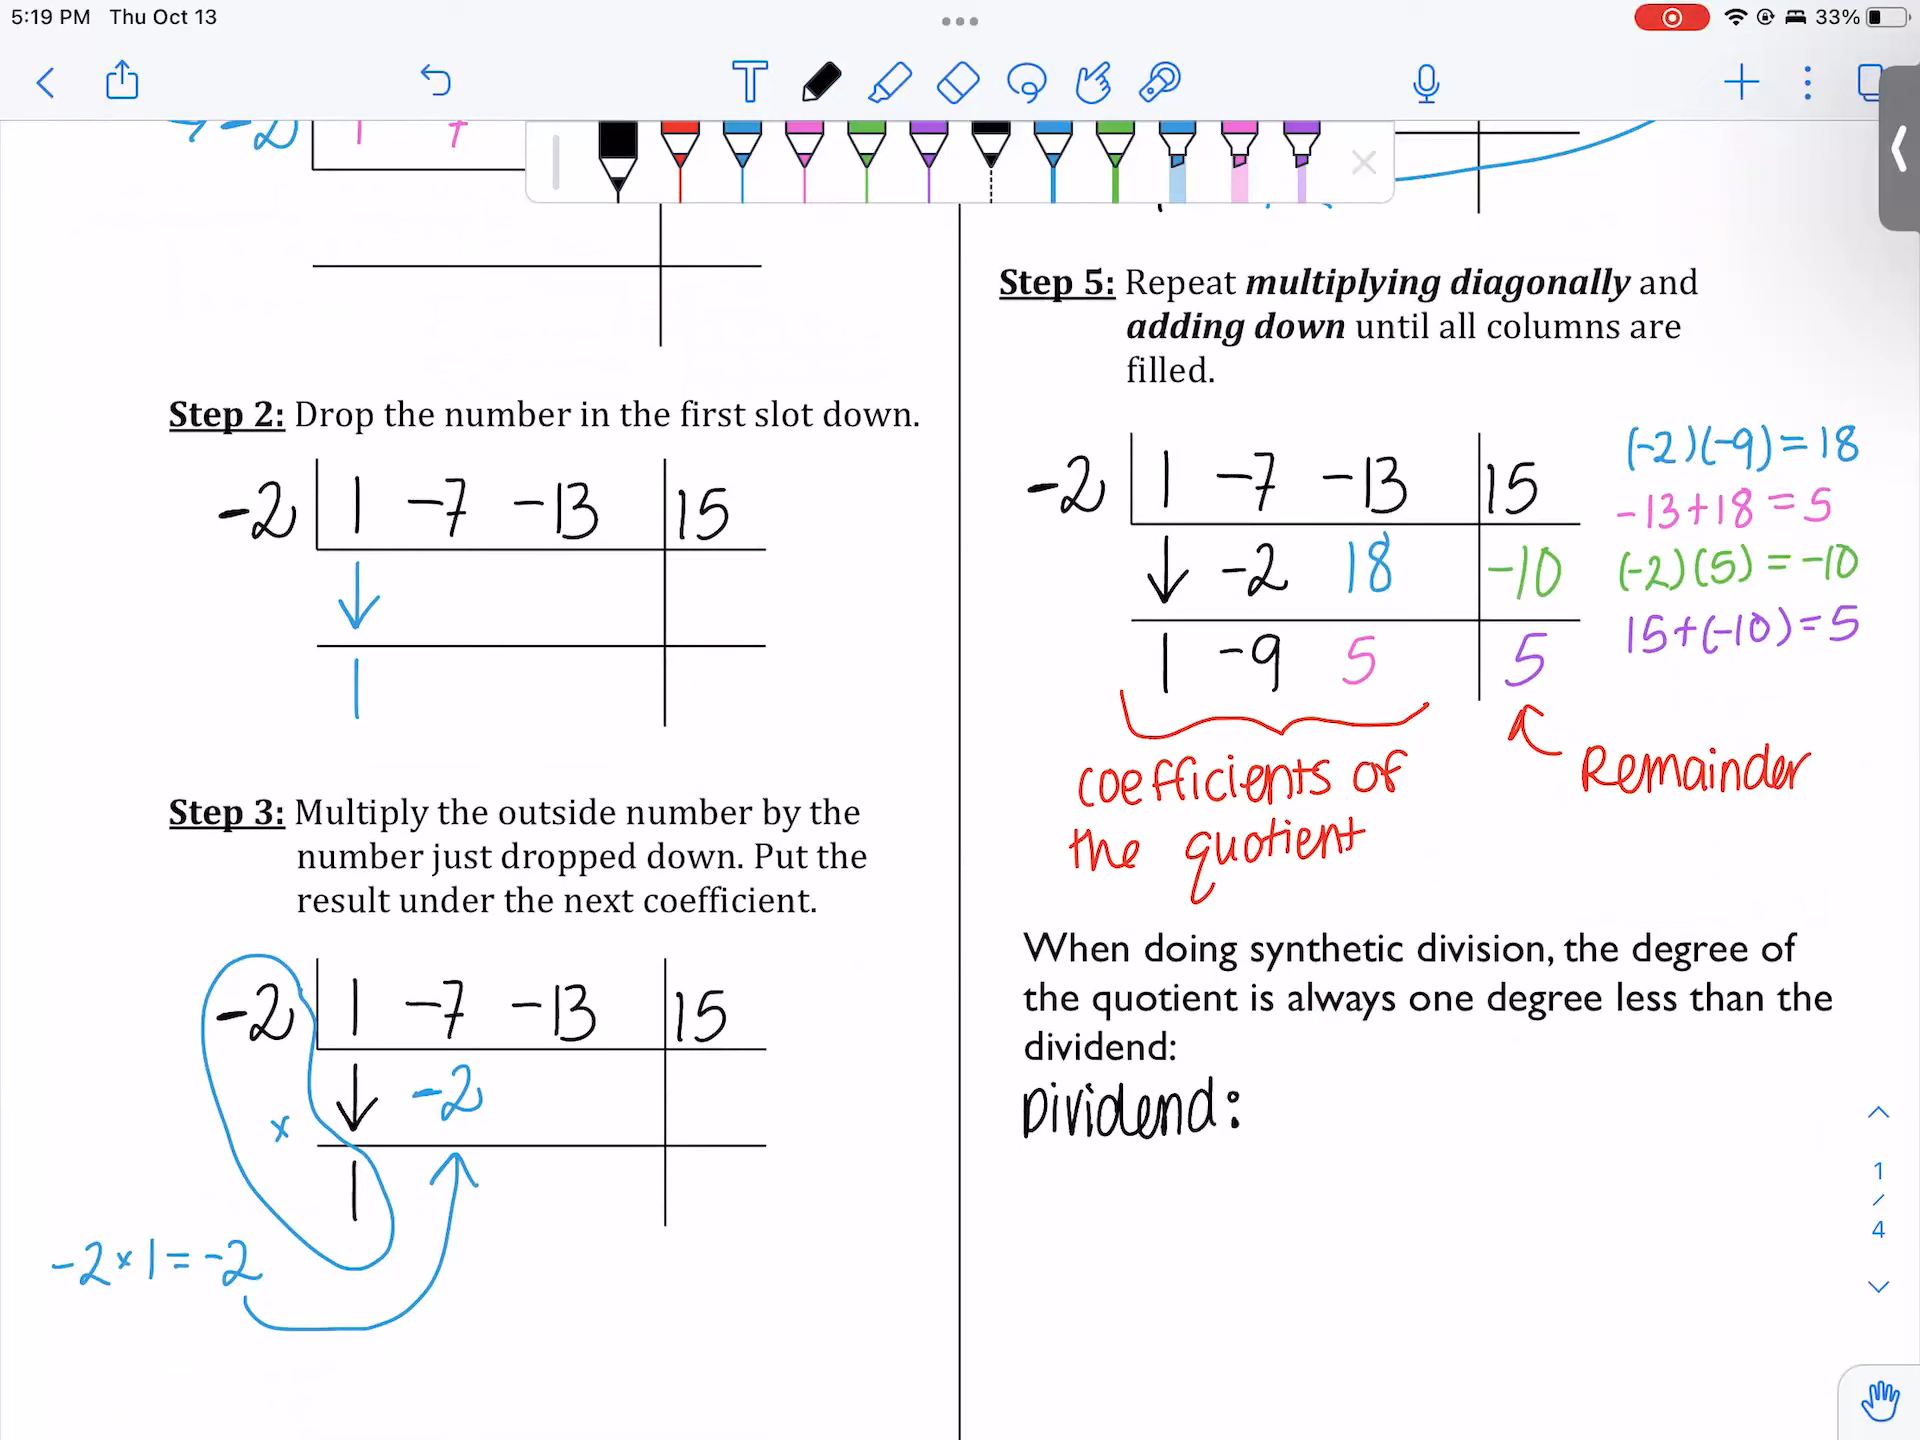 5:19 PM Thu Oct 13
33%
-2 | 1
Step 2: Drop the number in the first slot down.
-2 | 1 -7 -13 | 15
↓
1
Step 3: Multiply the outside number by the
number just dropped down. Put the
result under the next coefficient.
-2 | 1 -7 -13 | 15
x ↓ -2
1
-2 × 1 = -2
Step 5: Repeat multiplying diagonally and
adding down until all columns are
filled.
-2 | 1 -7 -13 | 15
↓ -2 18 | -10
1 -9 5 | 5
(-2)(-9) = 18
-13+18 = 5
(-2)(5) = -10
15+(-10) = 5
coefficients of
the quotient
Remainder
When doing synthetic division, the degree of
the quotient is always one degree less than the
dividend:
Dividend:
1
/
4